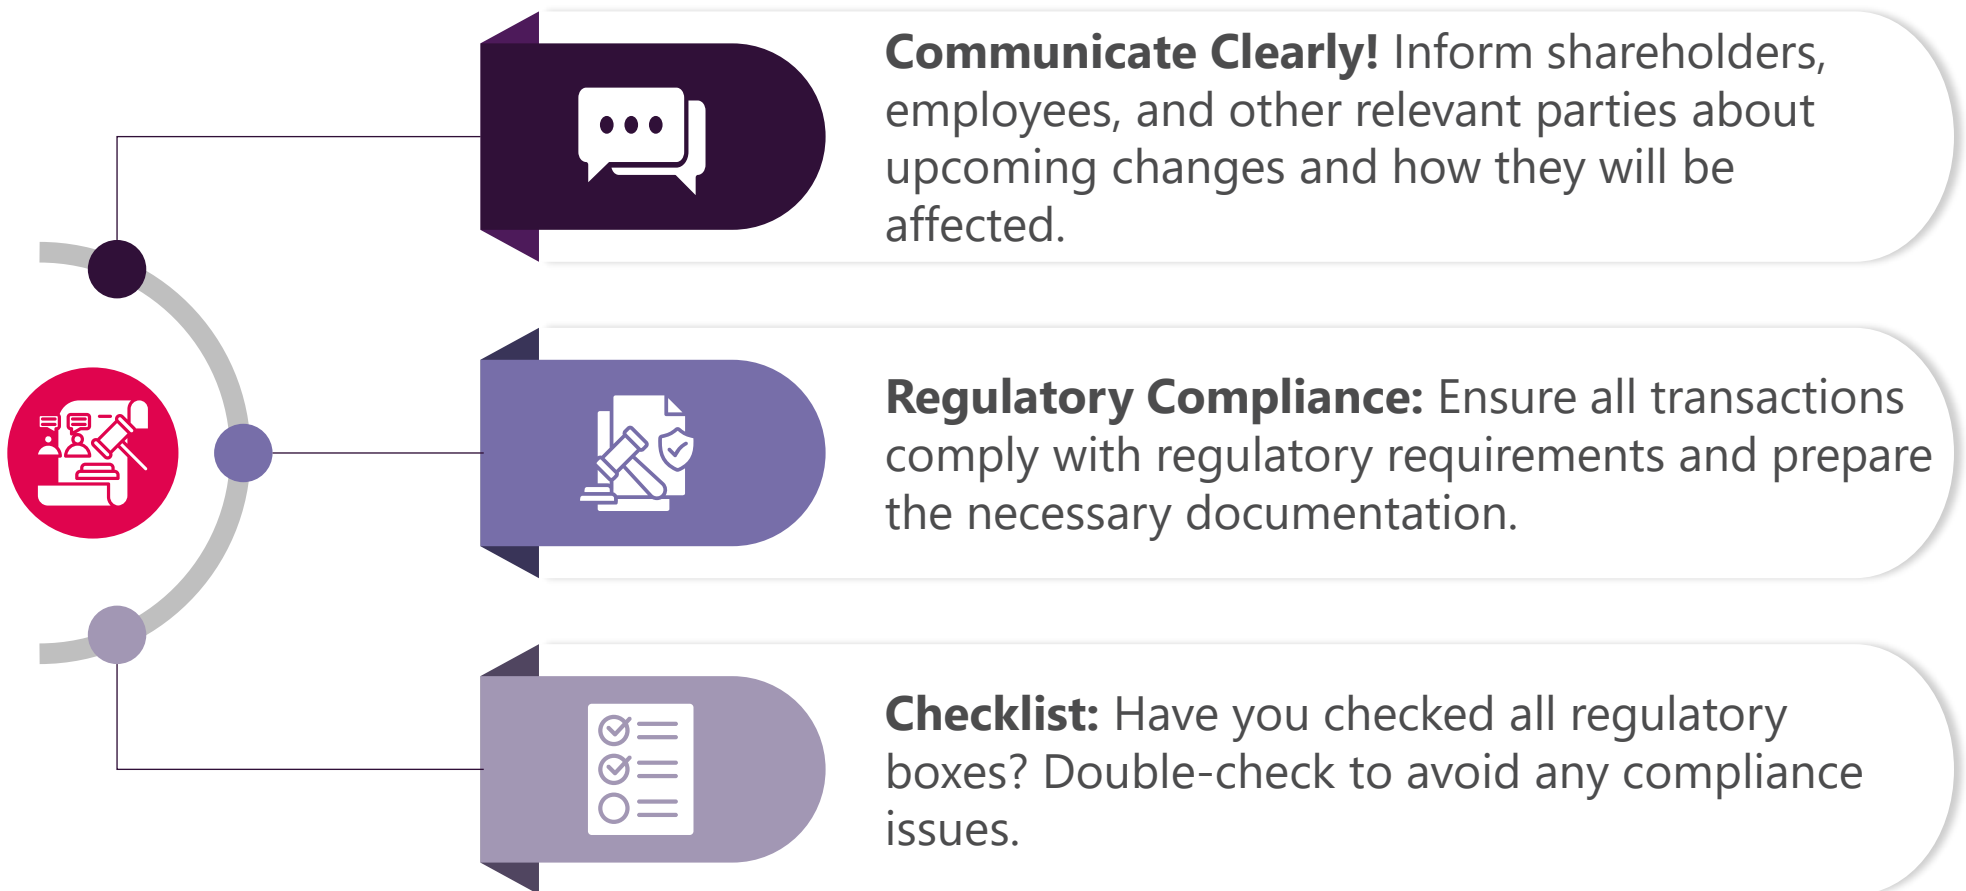 Communicate Clearly! Inform shareholders,
employees, and other relevant parties about
upcoming changes and how they will be
affected.
Regulatory Compliance: Ensure all transactions
comply with regulatory requirements and prepare
the necessary documentation.
Checklist: Have you checked all regulatory
boxes? Double-check to avoid any compliance
issues.